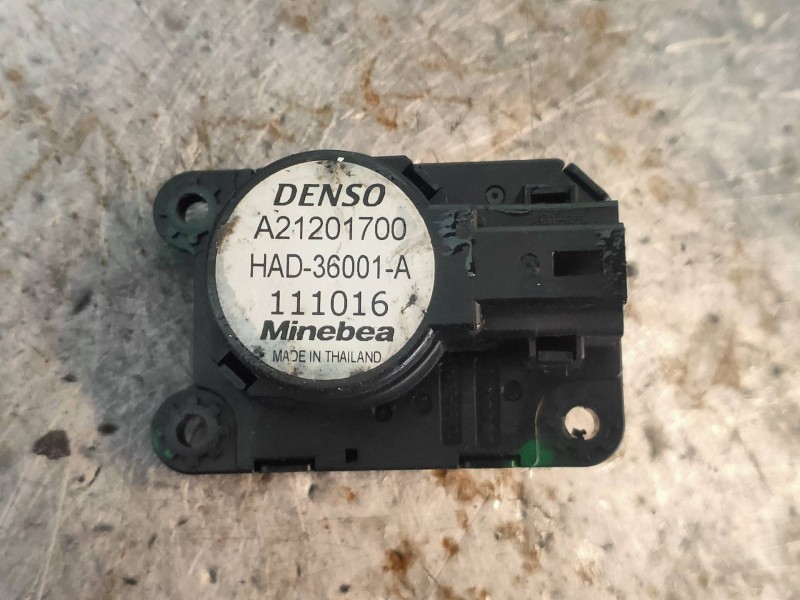 DENSO
A21201700
HAD-36001-A
111016
Minebea
MADE IN THAILAND